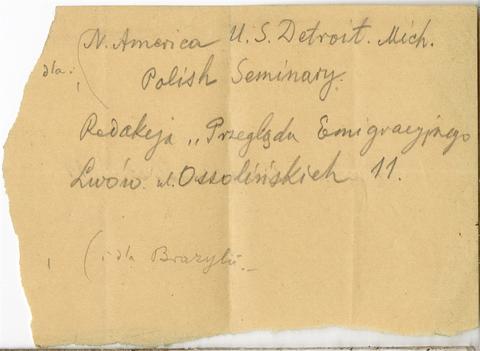 dla: (N. America U. S. Detroit. Mich.
Polish Seminary.
Redakcja „Przeglądu Emigracyjnego
Lwów ul. Ossolińskich 11.
(i dla Brazylii.–